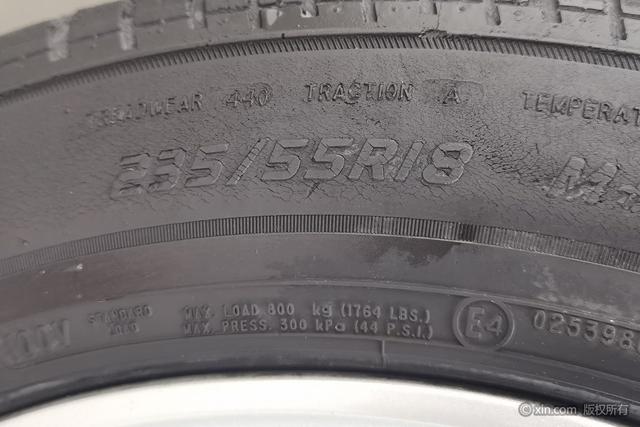 TREADWEAR 440 TRACTION A TEMPERAT
235/55R18 M+
100V STANDARD LOAD MAX. LOAD 800 kg (1764 LBS.)
MAX. PRESS. 300 kPa (44 P.S.I.)
E4 025398
©xin.com 版权所有